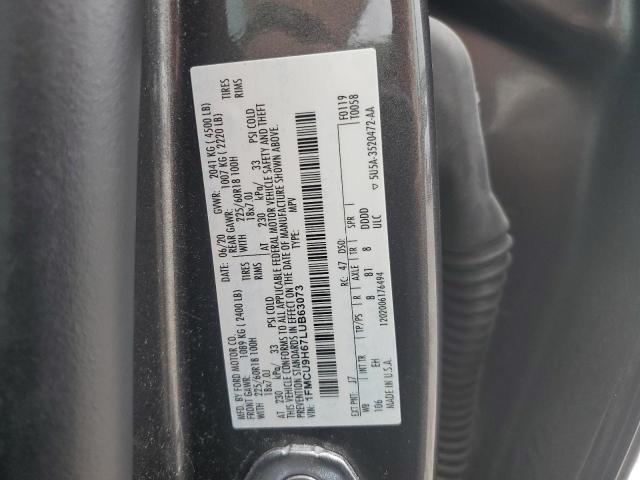 MFD. BY FORD MOTOR CO.
DATE: 06/20 GVWR: 2041 KG ( 4500 LB)
FRONT GAWR: 1089 KG ( 2400 LB) REAR GAWR: 1007 KG ( 2220 LB)
WITH 225/60R18 100H TIRES WITH 225/60R18 100H TIRES
18x7.0J RIMS 18x7.0J RIMS
AT 230 kPa/ 33 PSI COLD AT 230 kPa/ 33 PSI COLD
THIS VEHICLE CONFORMS TO ALL APPLICABLE FEDERAL MOTOR VEHICLE SAFETY AND THEFT
PREVENTION STANDARDS IN EFFECT ON THE DATE OF MANUFACTURE SHOWN ABOVE.
VIN: 1FMCU9H67LUB63073 TYPE: MPV
F0119
T0058
EXT PNT: J7 RC: 47 DSO:
WB INT TR TP/PS R AXLE TR SPR
106 EH B B1 8 DDDD
MADE IN U.S.A. 1202006176494 ULC
▽ 5U5A-3520472-AA